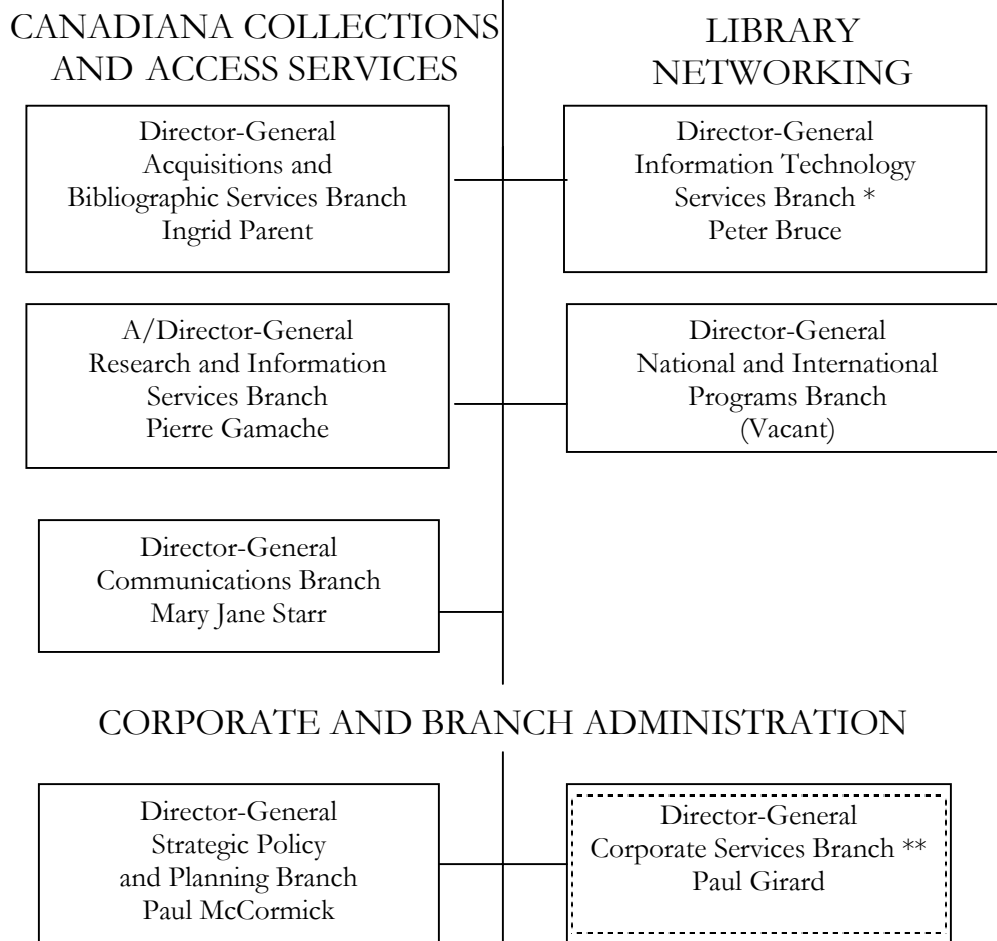 CANADIANA COLLECTIONS
AND ACCESS SERVICES
LIBRARY
NETWORKING
Director-General
Acquisitions and
Bibliographic Services Branch
Ingrid Parent
Director-General
Information Technology
Services Branch *
Peter Bruce
A/Director-General
Research and Information
Services Branch
Pierre Gamache
Director-General
National and International
Programs Branch
(Vacant)
Director-General
Communications Branch
Mary Jane Starr
CORPORATE AND BRANCH ADMINISTRATION
Director-General
Strategic Policy
and Planning Branch
Paul McCormick
Director-General
Corporate Services Branch **
Paul Girard